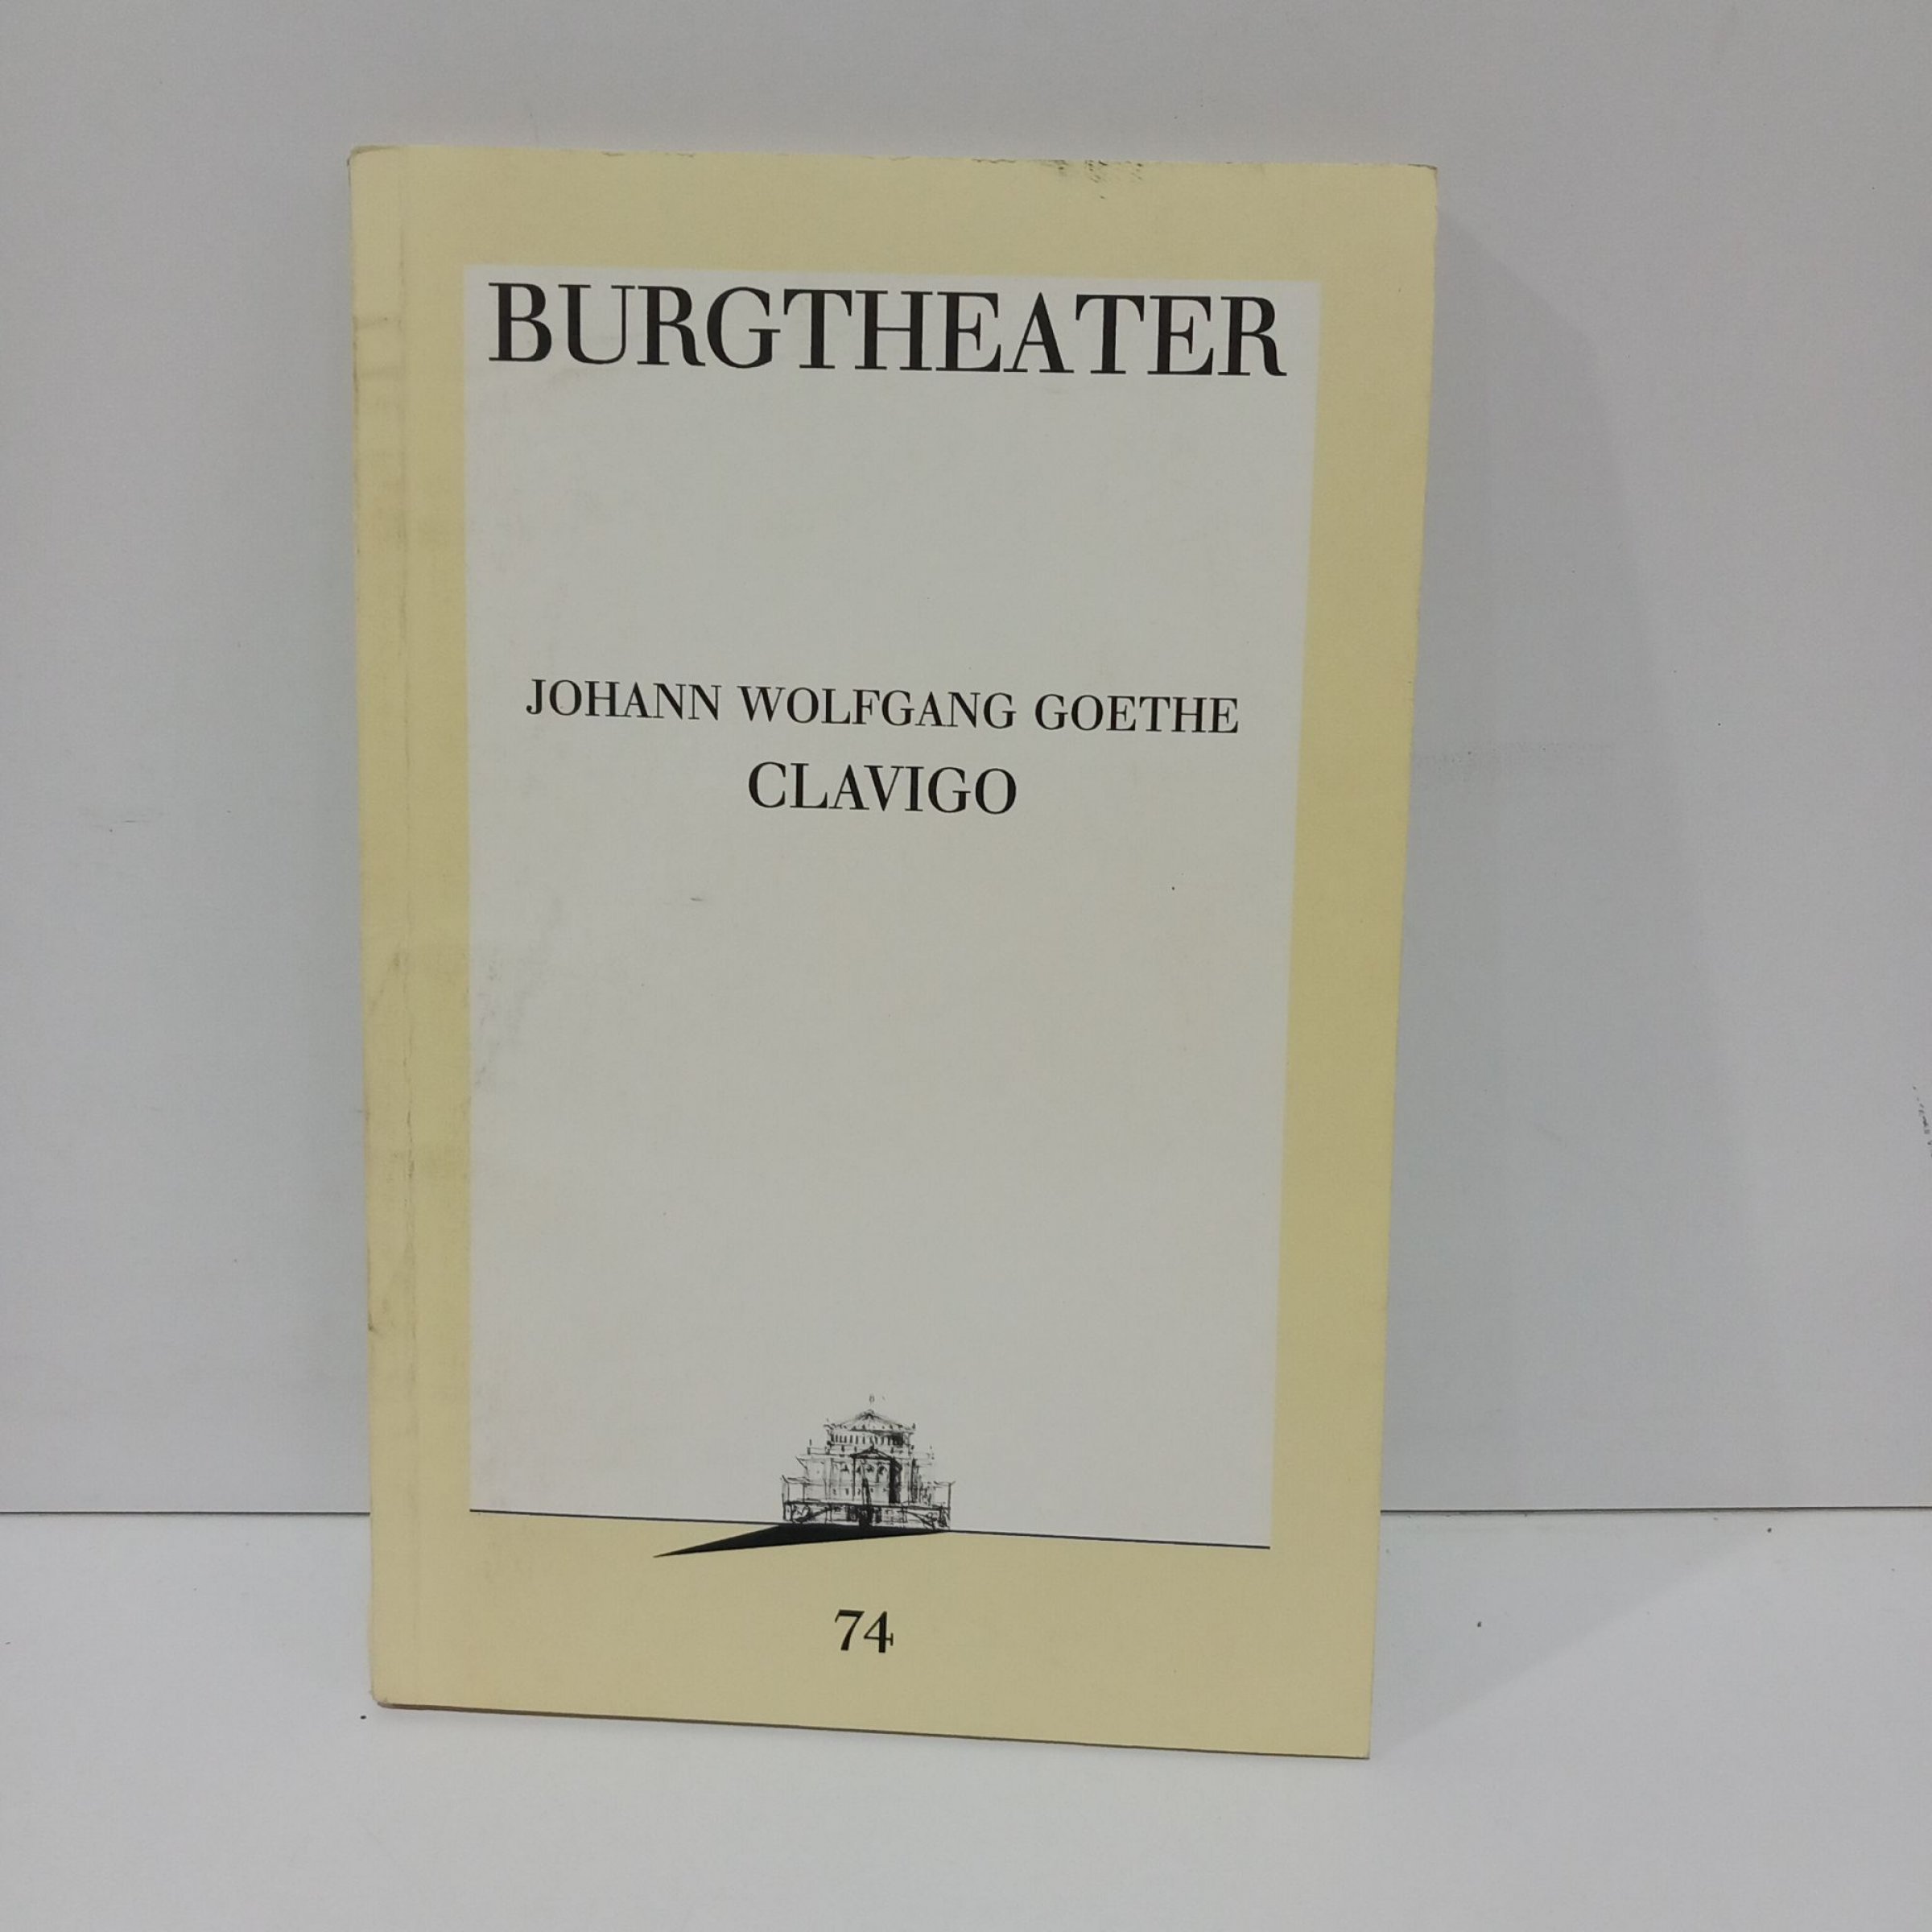 BURGTHEATER
JOHANN WOLFGANG GOETHE
CLAVIGO
74